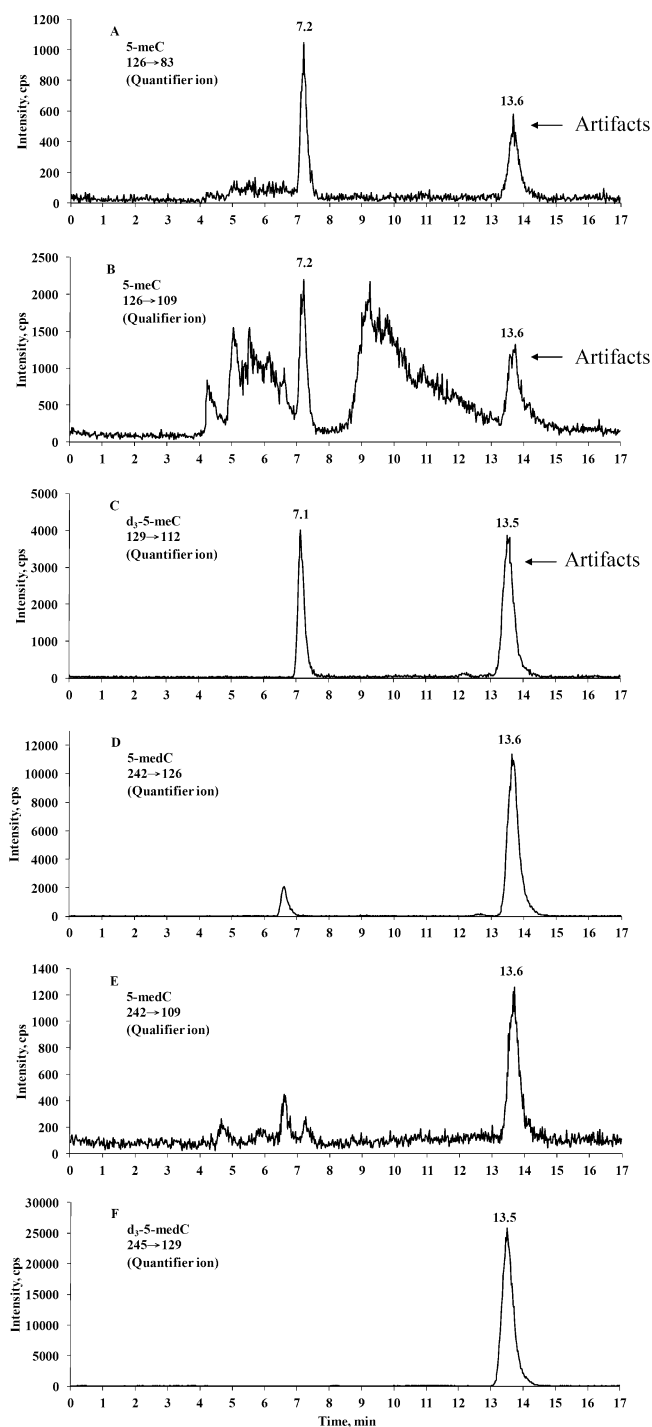 A
5-meC
126→83
(Quantifier ion)
7.2
13.6
Artifacts
Intensity, cps
1200
1000
800
600
400
200
0
0 1 2 3 4 5 6 7 8 9 10 11 12 13 14 15 16 17
B
5-meC
126→109
(Qualifier ion)
7.2
13.6
Artifacts
Intensity, cps
2500
2000
1500
1000
500
0
0 1 2 3 4 5 6 7 8 9 10 11 12 13 14 15 16 17
C
d3-5-meC
129→112
(Quantifier ion)
7.1
13.5
Artifacts
Intensity, cps
5000
4000
3000
2000
1000
0
0 1 2 3 4 5 6 7 8 9 10 11 12 13 14 15 16 17
D
5-medC
242→126
(Quantifier ion)
13.6
Intensity, cps
12000
10000
8000
6000
4000
2000
0
0 1 2 3 4 5 6 7 8 9 10 11 12 13 14 15 16 17
E
5-medC
242→109
(Qualifier ion)
13.6
Intensity, cps
1400
1200
1000
800
600
400
200
0
0 1 2 3 4 5 6 7 8 9 10 11 12 13 14 15 16 17
F
d3-5-medC
245→129
(Quantifier ion)
13.5
Intensity, cps
30000
25000
20000
15000
10000
5000
0
0 1 2 3 4 5 6 7 8 9 10 11 12 13 14 15 16 17
Time, min